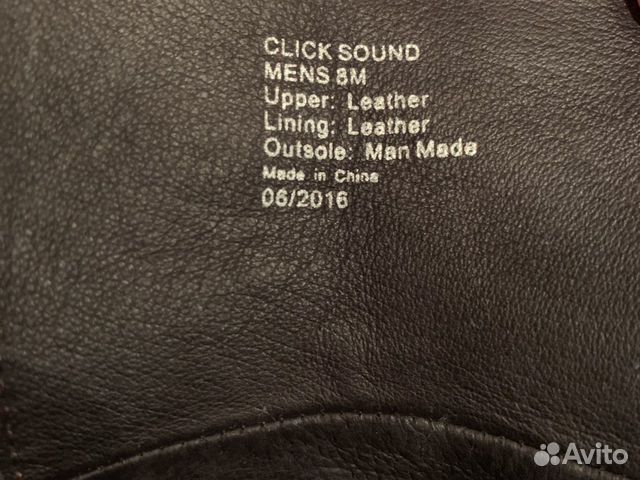 CLICK SOUND
MENS 8M
Upper: Leather
Lining: Leather
Outsole: Man Made
Made in China
06/2016
Avito